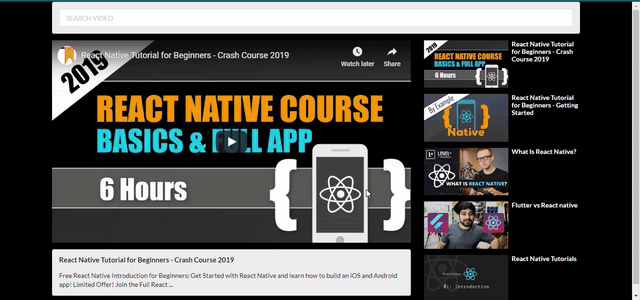 SEARCH VIDEO
2019
React Native Tutorial for Beginners - Crash Course 2019
Watch later
Share
REACT NATIVE COURSE
BASICS & FULL APP
6 Hours
{ }
React Native Tutorial for Beginners - Crash Course 2019
Free React Native Introduction for Beginners: Get Started with React Native and learn how to build an iOS and Android
app! Limited Offer! Join the Full React ...
2019
REACT NATIVE COURSE
BASICS & FULL APP
6 Hours
{ }
React Native Tutorial for
Beginners - Crash
Course 2019
By Example
{ }
Native
React Native Tutorial for
Beginners - Getting
Started
LEVEL
WHAT IS REACT NATIVE?
What Is React Native?
Flutter vs React native
#1: Introduction
React Native Tutorials